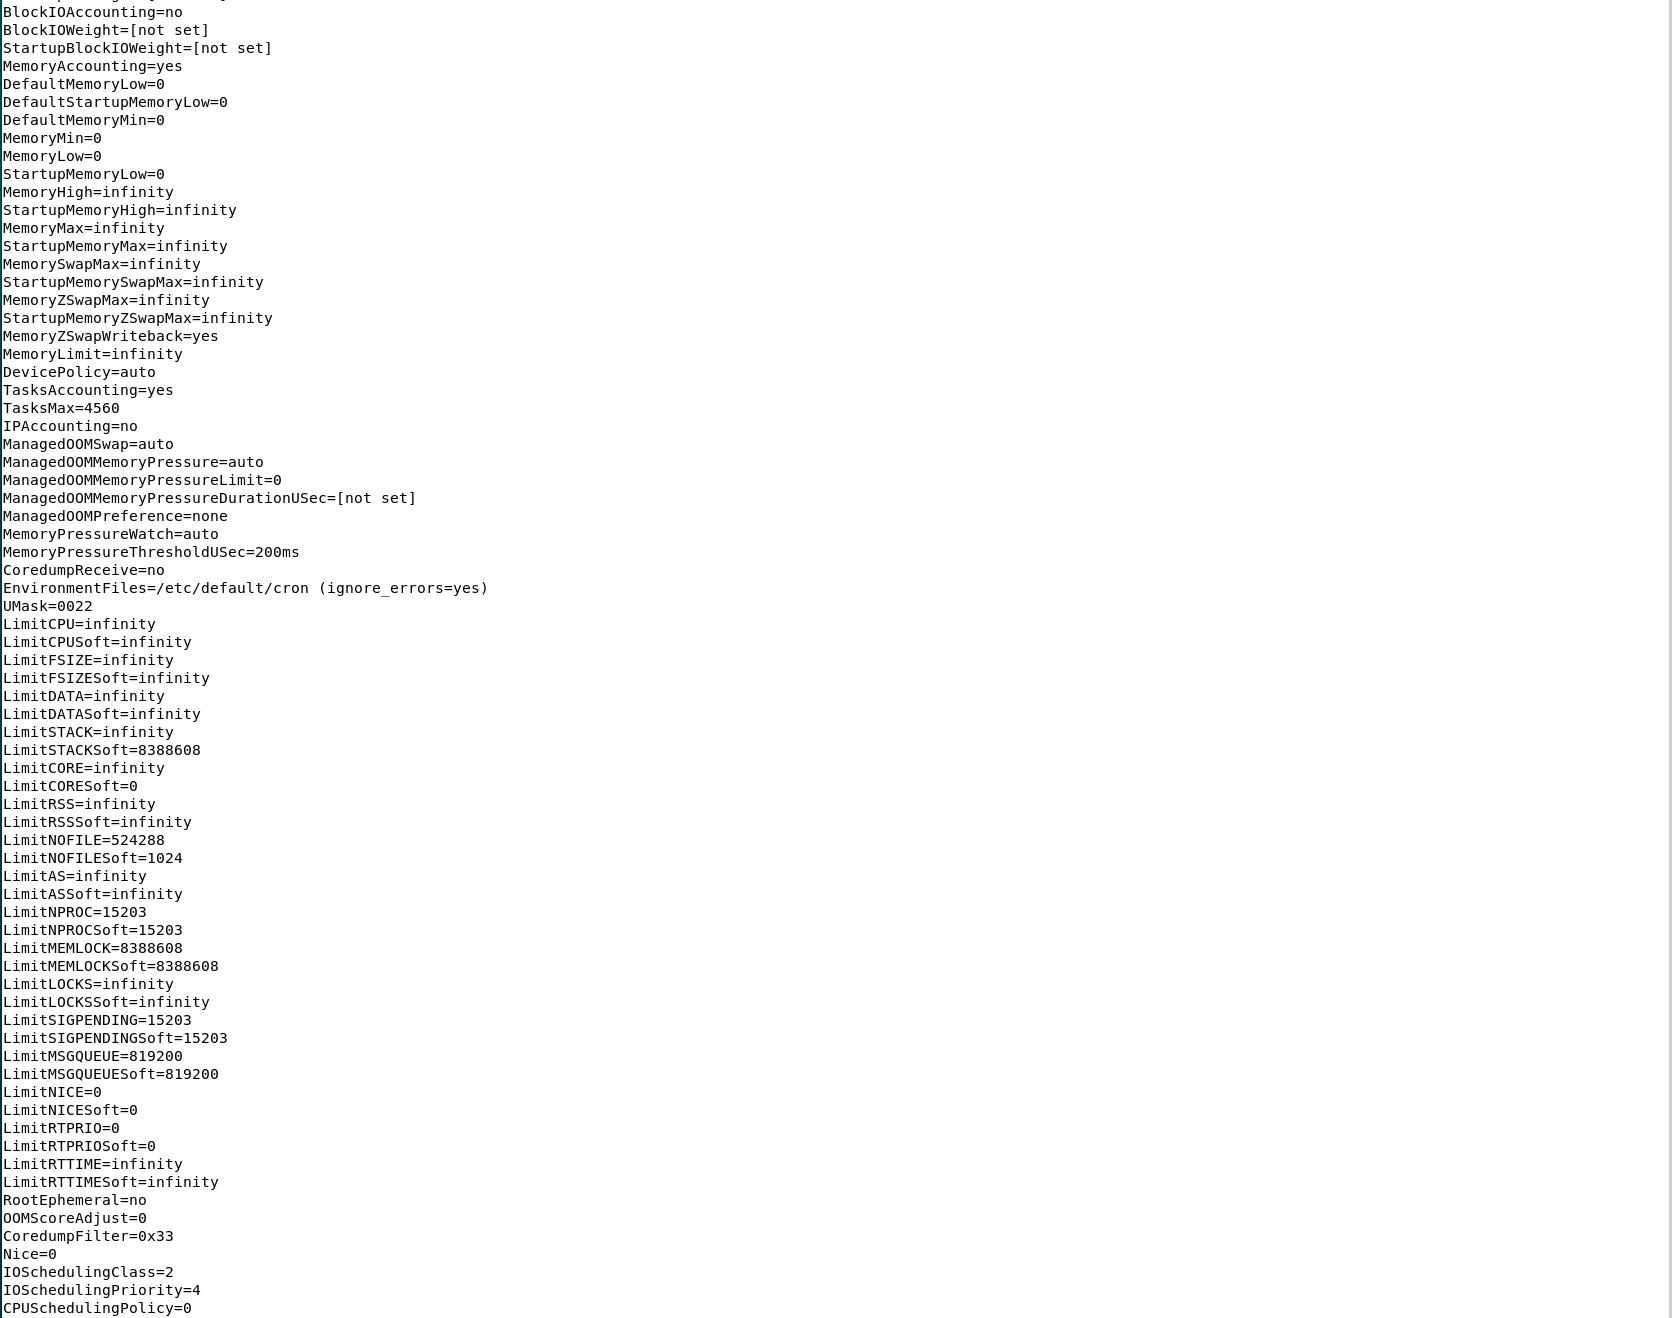 BlockIOAccounting=no
BlockIOWeight=[not set]
StartupBlockIOWeight=[not set]
MemoryAccounting=yes
DefaultMemoryLow=0
DefaultStartupMemoryLow=0
DefaultMemoryMin=0
MemoryMin=0
MemoryLow=0
StartupMemoryLow=0
MemoryHigh=infinity
StartupMemoryHigh=infinity
MemoryMax=infinity
StartupMemoryMax=infinity
MemorySwapMax=infinity
StartupMemorySwapMax=infinity
MemoryZSwapMax=infinity
StartupMemoryZSwapMax=infinity
MemoryZSwapWriteback=yes
MemoryLimit=infinity
DevicePolicy=auto
TasksAccounting=yes
TasksMax=4560
IPAccounting=no
ManagedOOMSwap=auto
ManagedOOMMemoryPressure=auto
ManagedOOMMemoryPressureLimit=0
ManagedOOMMemoryPressureDurationUSec=[not set]
ManagedOOMPreference=none
MemoryPressureWatch=auto
MemoryPressureThresholdUSec=200ms
CoredumpReceive=no
EnvironmentFiles=/etc/default/cron (ignore_errors=yes)
UMask=0022
LimitCPU=infinity
LimitCPUSoft=infinity
LimitFSIZE=infinity
LimitFSIZESoft=infinity
LimitDATA=infinity
LimitDATASoft=infinity
LimitSTACK=infinity
LimitSTACKSoft=8388608
LimitCORE=infinity
LimitCORESoft=0
LimitRSS=infinity
LimitRSSSoft=infinity
LimitNOFILE=524288
LimitNOFILESoft=1024
LimitAS=infinity
LimitASSoft=infinity
LimitNPROC=15203
LimitNPROCSoft=15203
LimitMEMLOCK=8388608
LimitMEMLOCKSoft=8388608
LimitLOCKS=infinity
LimitLOCKSSoft=infinity
LimitSIGPENDING=15203
LimitSIGPENDINGSoft=15203
LimitMSGQUEUE=819200
LimitMSGQUEUESoft=819200
LimitNICE=0
LimitNICESoft=0
LimitRTPRIO=0
LimitRTPRIOSoft=0
LimitRTTIME=infinity
LimitRTTIMESoft=infinity
RootEphemeral=no
OOMScoreAdjust=0
CoredumpFilter=0x33
Nice=0
IOSchedulingClass=2
IOSchedulingPriority=4
CPUSchedulingPolicy=0